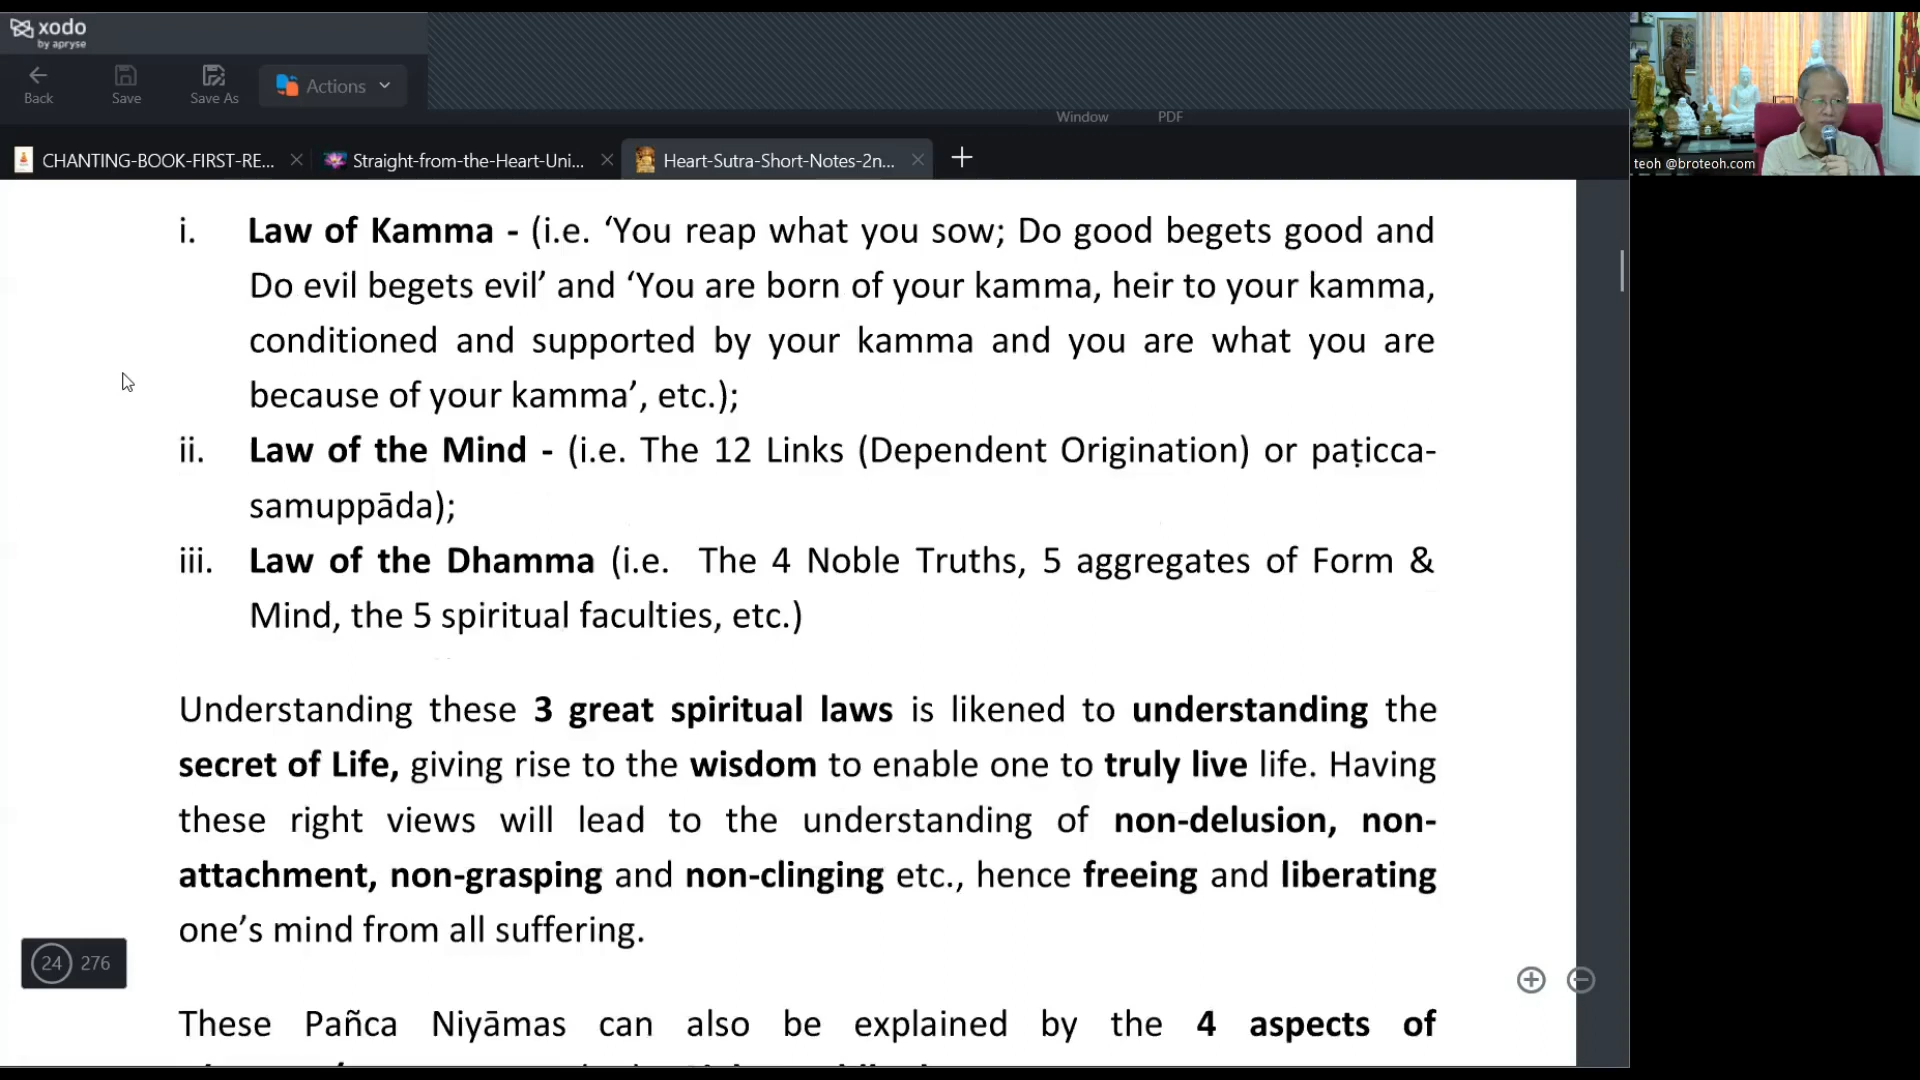 xodo
by apryse
Back
Save
Save As
Actions
Window
PDF
CHANTING-BOOK-FIRST-RE...
Straight-from-the-Heart-Uni...
Heart-Sutra-Short-Notes-2n...
teoh @broteoh.com
i. Law of Kamma - (i.e. ‘You reap what you sow; Do good begets good and
Do evil begets evil’ and ‘You are born of your kamma, heir to your kamma,
conditioned and supported by your kamma and you are what you are
because of your kamma’, etc.);
ii. Law of the Mind - (i.e. The 12 Links (Dependent Origination) or paṭicca-
samuppāda);
iii. Law of the Dhamma (i.e. The 4 Noble Truths, 5 aggregates of Form &
Mind, the 5 spiritual faculties, etc.)
Understanding these 3 great spiritual laws is likened to understanding the
secret of Life, giving rise to the wisdom to enable one to truly live life. Having
these right views will lead to the understanding of non-delusion, non-
attachment, non-grasping and non-clinging etc., hence freeing and liberating
one’s mind from all suffering.
24 276
These Pañca Niyāmas can also be explained by the 4 aspects of